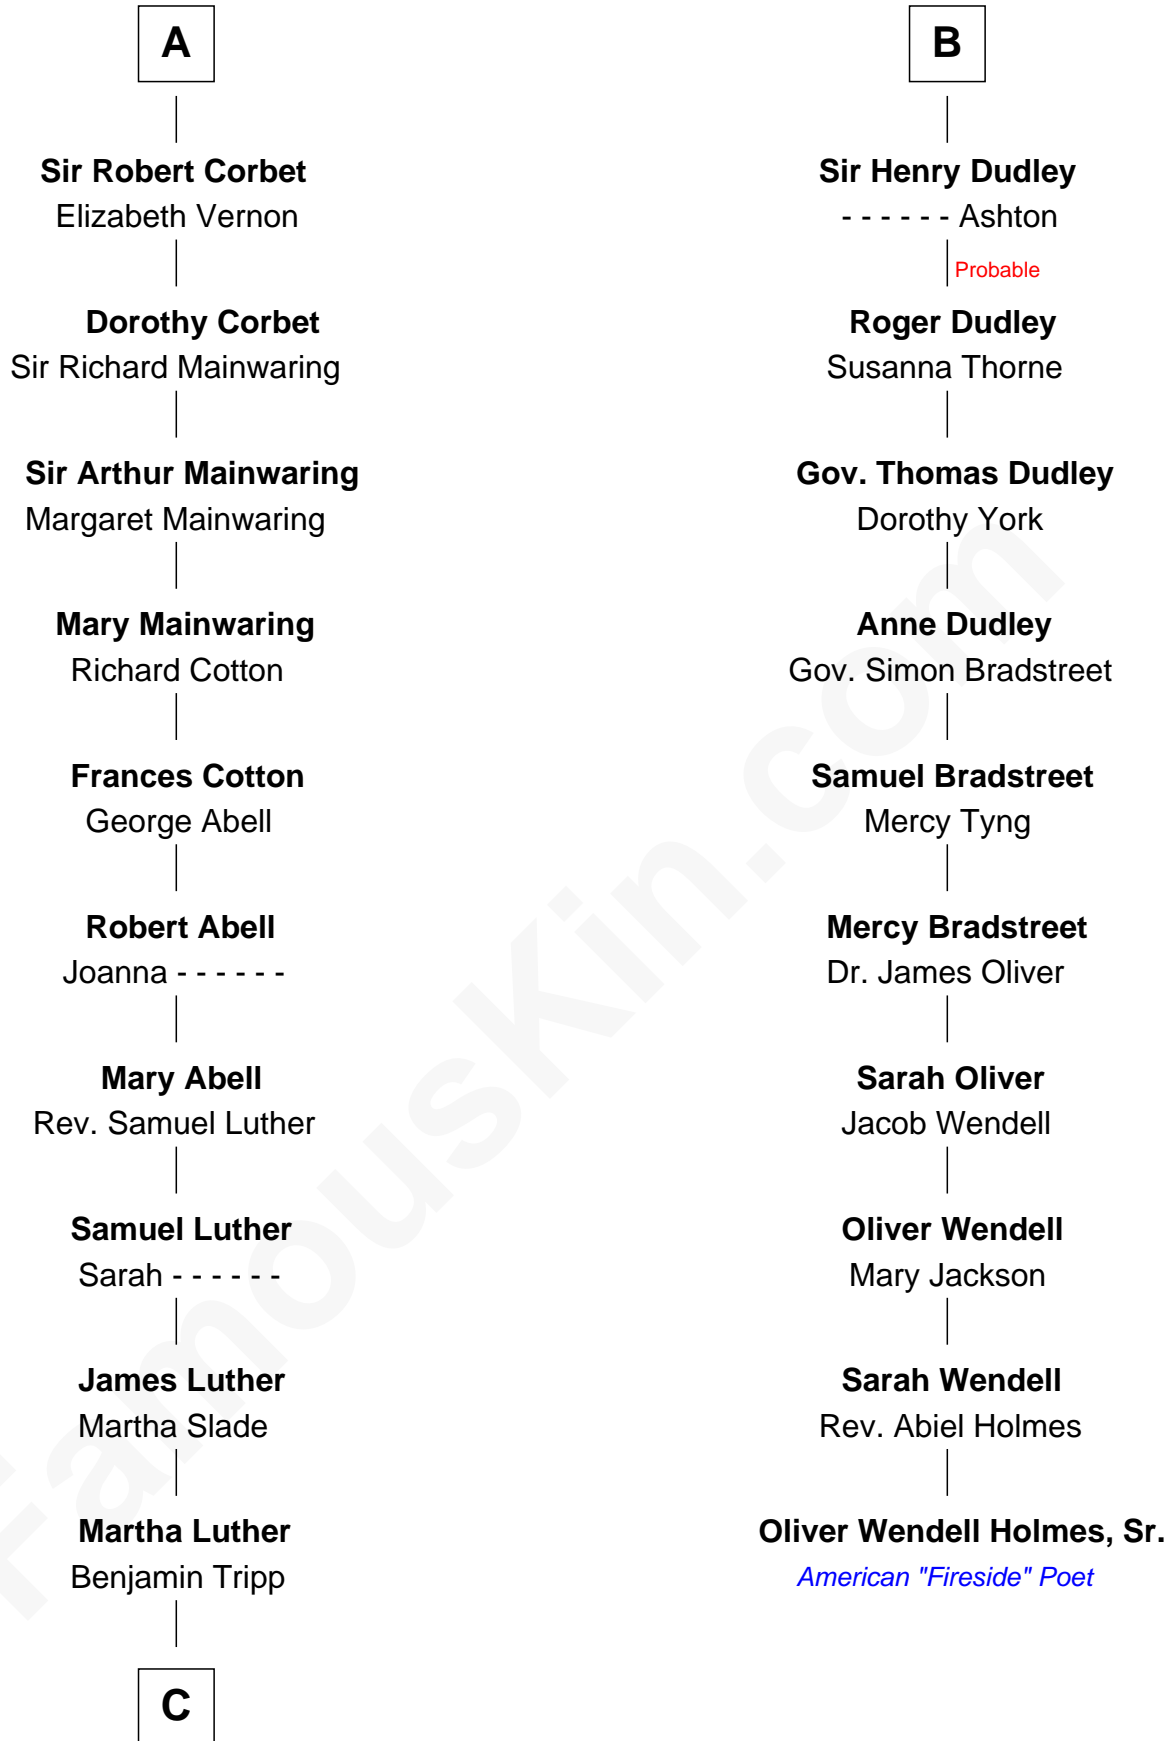 A
Sir Robert Corbet
Elizabeth Vernon
Dorothy Corbet
Sir Richard Mainwaring
Sir Arthur Mainwaring
Margaret Mainwaring
Mary Mainwaring
Richard Cotton
Frances Cotton
George Abell
Robert Abell
Joanna - - - - - -
Mary Abell
Rev. Samuel Luther
Samuel Luther
Sarah - - - - - -
James Luther
Martha Slade
Martha Luther
Benjamin Tripp
C
B
Sir Henry Dudley
- - - - - - Ashton
Probable
Roger Dudley
Susanna Thorne
Gov. Thomas Dudley
Dorothy York
Anne Dudley
Gov. Simon Bradstreet
Samuel Bradstreet
Mercy Tyng
Mercy Bradstreet
Dr. James Oliver
Sarah Oliver
Jacob Wendell
Oliver Wendell
Mary Jackson
Sarah Wendell
Rev. Abiel Holmes
Oliver Wendell Holmes, Sr.
American "Fireside" Poet
FamousKin.com